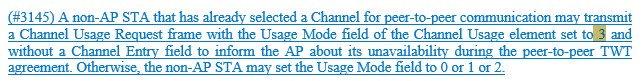 (#3145) A non-AP STA that has already selected a Channel for peer-to-peer communication may transmit
a Channel Usage Request frame with the Usage Mode field of the Channel Usage element set to 3 and
without a Channel Entry field to inform the AP about its unavailability during the peer-to-peer TWT
agreement. Otherwise, the non-AP STA may set the Usage Mode field to 0 or 1 or 2.